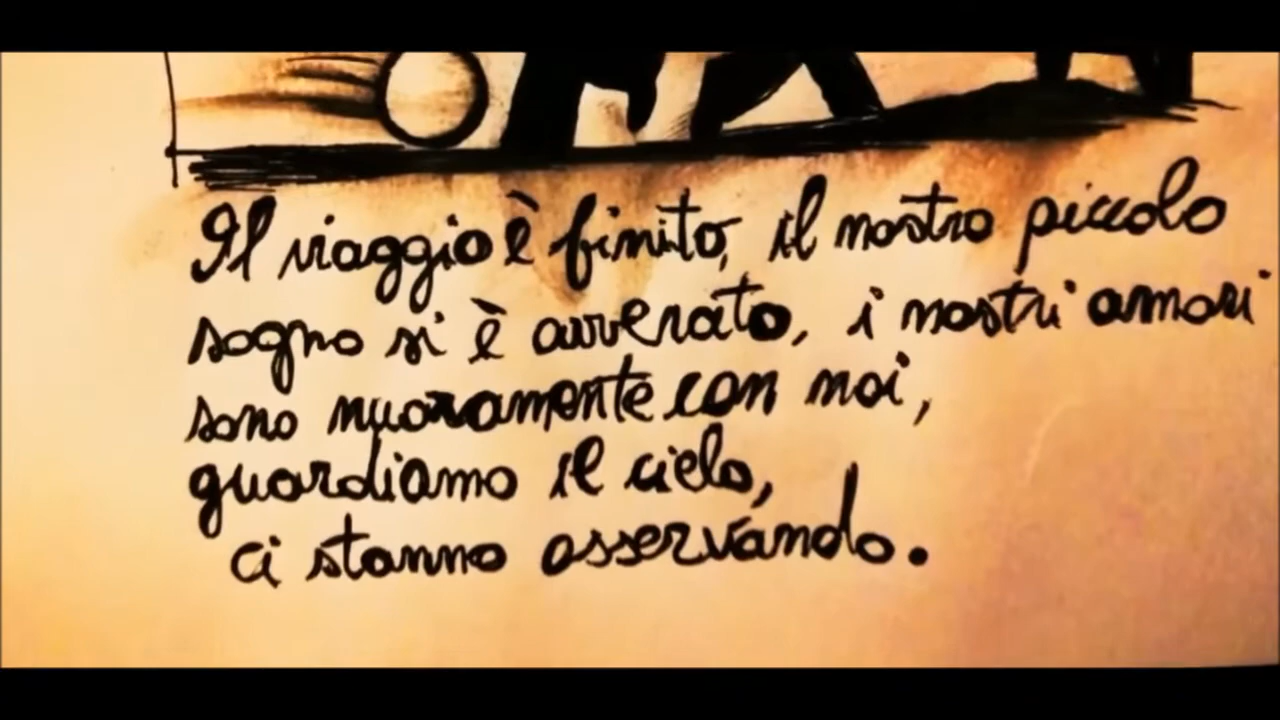 Il viaggio è finito, il nostro piccolo
sogno si è avverato, i nostri amori
sono nuovamente con noi,
guardiamo il cielo,
ci stanno osservando.